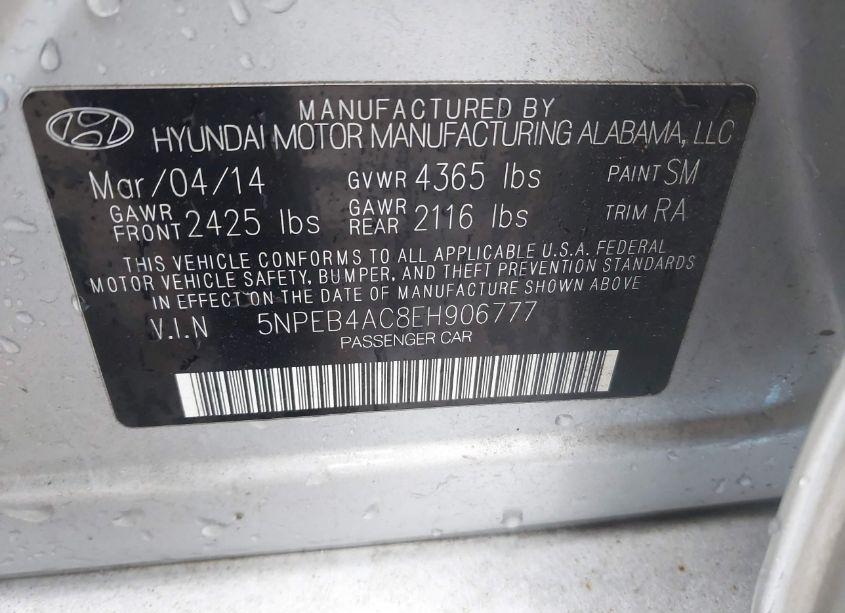 MANUFACTURED BY
HYUNDAI MOTOR MANUFACTURING ALABAMA, LLC
Mar/04/14 GVWR 4365 lbs PAINT SM
GAWR FRONT 2425 lbs GAWR REAR 2116 lbs TRIM RA
THIS VEHICLE CONFORMS TO ALL APPLICABLE U.S.A. FEDERAL
MOTOR VEHICLE SAFETY, BUMPER, AND THEFT PREVENTION STANDARDS
IN EFFECT ON THE DATE OF MANUFACTURE SHOWN ABOVE.
V.I.N 5NPEB4AC8EH906777
PASSENGER CAR